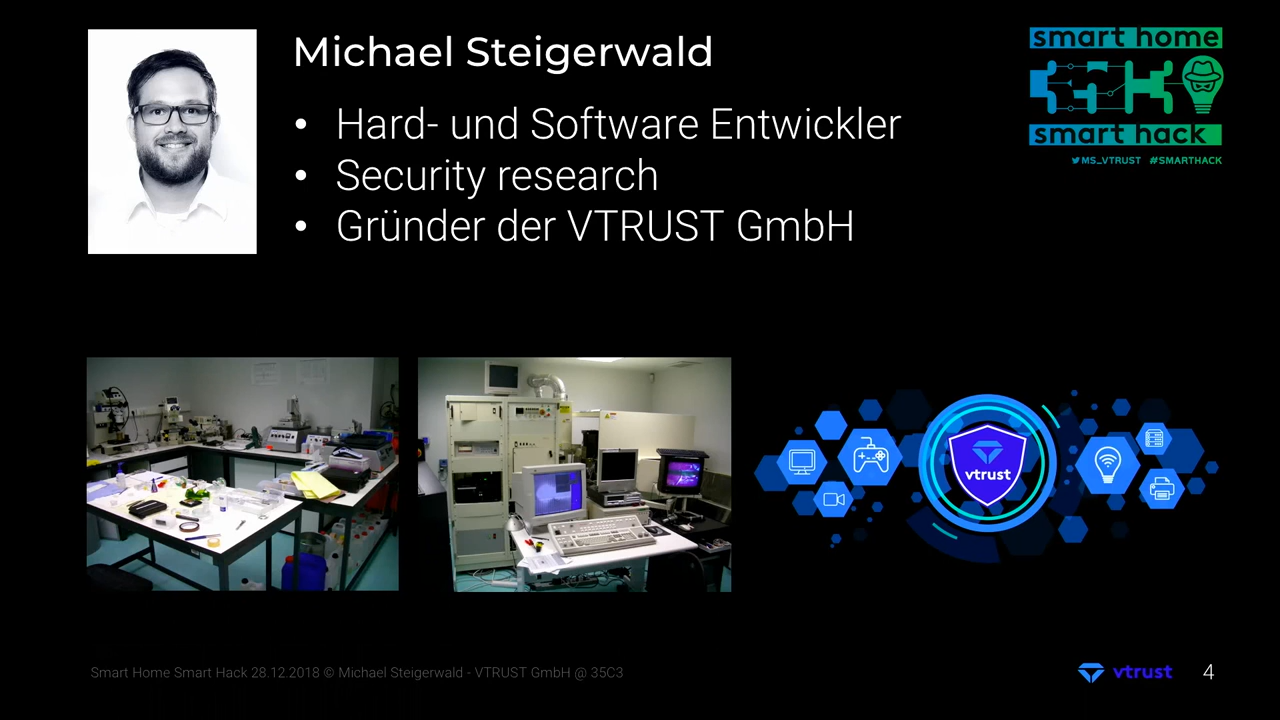 Michael Steigerwald
• Hard- und Software Entwickler
• Security research
• Gründer der VTRUST GmbH
smart home
35C3
smart hack
MS_VTRUST #SMARTHACK
vtrust
Smart Home Smart Hack 28.12.2018 © Michael Steigerwald - VTRUST GmbH @ 35C3
vtrust
4